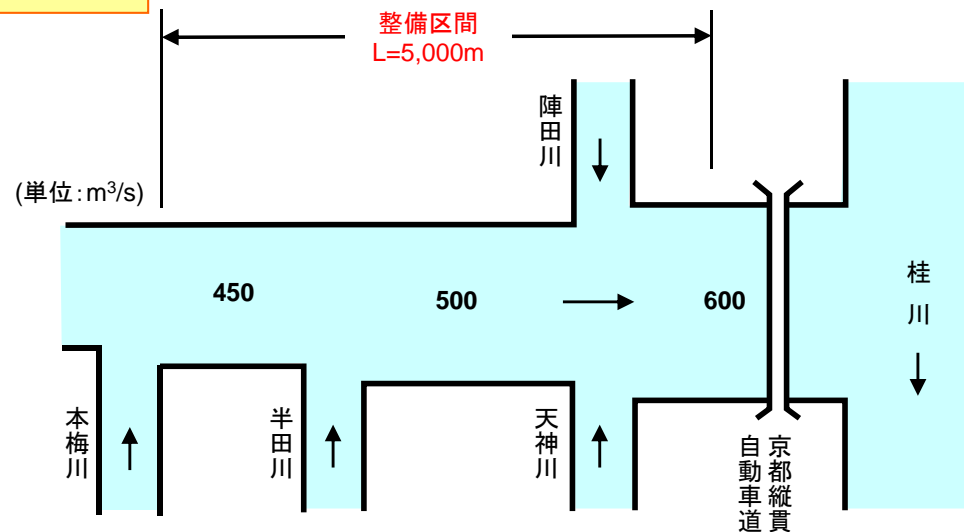 整備区間
L=5,000m
陣田川
(単位:m³/s)
450
500
600
桂川
本梅川
半田川
天神川
京都縦貫
自動車道